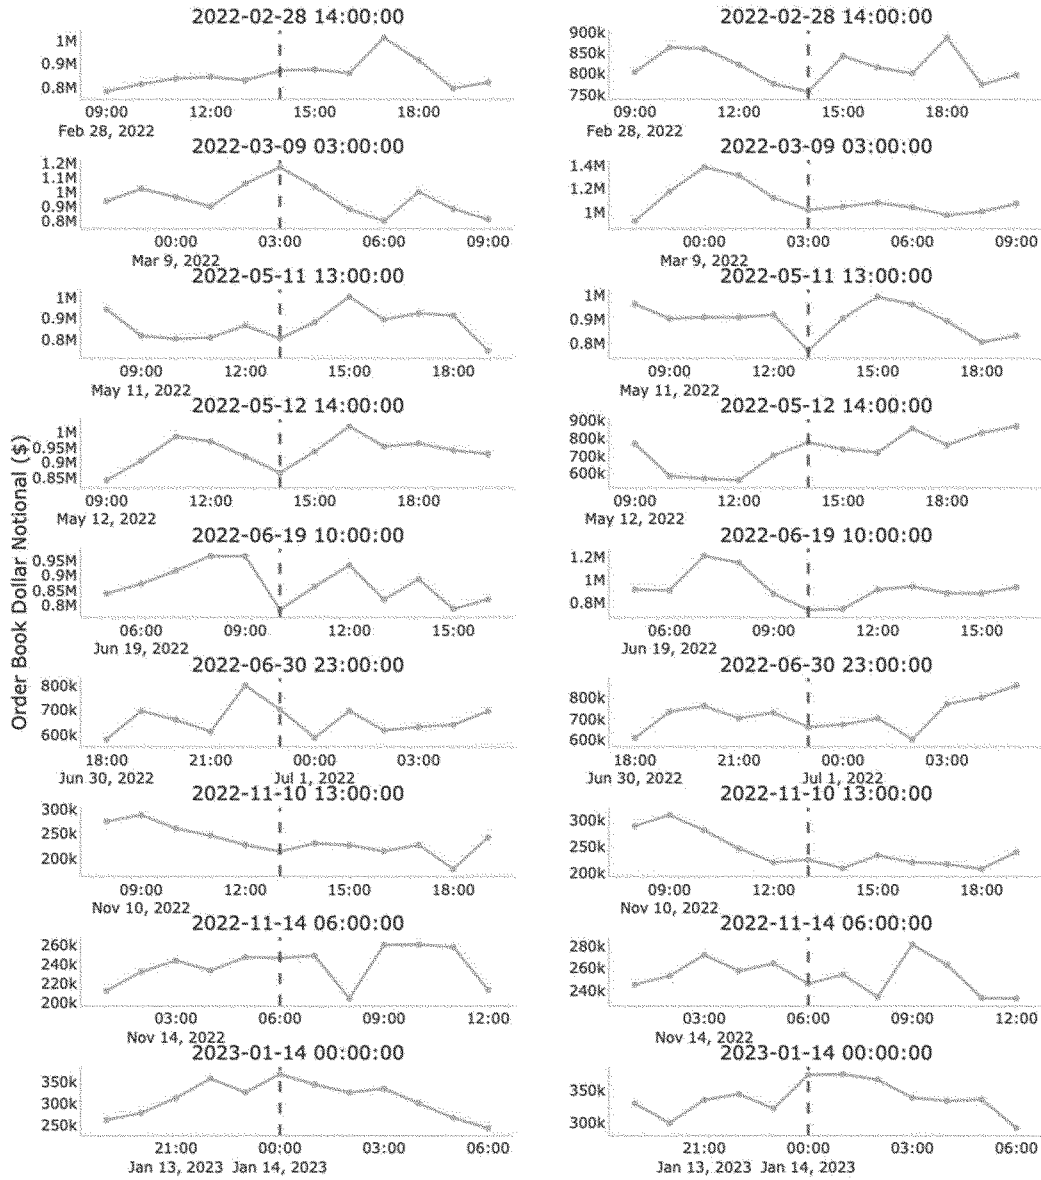 2022-02-28 14:00:00
1M
0.9M
0.8M
09:00 12:00 15:00 18:00
Feb 28, 2022
2022-02-28 14:00:00
900k
850k
800k
750k
09:00 12:00 15:00 18:00
Feb 28, 2022
2022-03-09 03:00:00
1.2M
1.1M
1M
0.9M
0.8M
00:00 03:00 06:00 09:00
Mar 9, 2022
2022-03-09 03:00:00
1.4M
1.2M
1M
00:00 03:00 06:00 09:00
Mar 9, 2022
2022-05-11 13:00:00
1M
0.9M
0.8M
09:00 12:00 15:00 18:00
May 11, 2022
2022-05-11 13:00:00
1M
0.9M
0.8M
09:00 12:00 15:00 18:00
May 11, 2022
2022-05-12 14:00:00
1M
0.95M
0.9M
0.85M
09:00 12:00 15:00 18:00
May 12, 2022
2022-05-12 14:00:00
900k
800k
700k
600k
09:00 12:00 15:00 18:00
May 12, 2022
Order Book Dollar Notional ($)
2022-06-19 10:00:00
0.95M
0.9M
0.85M
0.8M
06:00 09:00 12:00 15:00
Jun 19, 2022
2022-06-19 10:00:00
1.2M
1M
0.8M
06:00 09:00 12:00 15:00
Jun 19, 2022
2022-06-30 23:00:00
800k
700k
600k
18:00 21:00 00:00 03:00
Jun 30, 2022 Jul 1, 2022
2022-06-30 23:00:00
800k
700k
600k
18:00 21:00 00:00 03:00
Jun 30, 2022 Jul 1, 2022
2022-11-10 13:00:00
300k
250k
200k
09:00 12:00 15:00 18:00
Nov 10, 2022
2022-11-10 13:00:00
300k
250k
200k
09:00 12:00 15:00 18:00
Nov 10, 2022
2022-11-14 06:00:00
260k
240k
220k
200k
03:00 06:00 09:00 12:00
Nov 14, 2022
2022-11-14 06:00:00
280k
260k
240k
03:00 06:00 09:00 12:00
Nov 14, 2022
2023-01-14 00:00:00
350k
300k
250k
21:00 00:00 03:00 06:00
Jan 13, 2023 Jan 14, 2023
2023-01-14 00:00:00
350k
300k
21:00 00:00 03:00 06:00
Jan 13, 2023 Jan 14, 2023